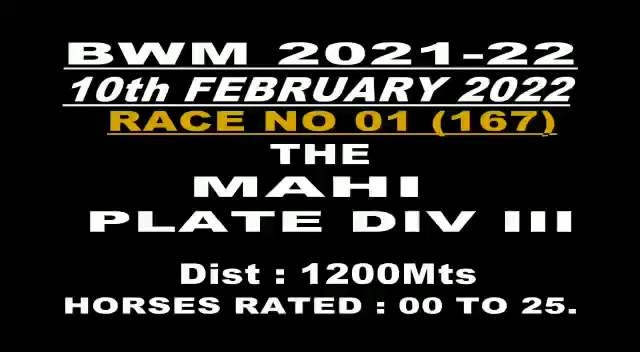 BWM 2021-22
10th FEBRUARY 2022
RACE NO 01 (167)
THE
MAHI
PLATE DIV III
Dist : 1200Mts
HORSES RATED : 00 TO 25.